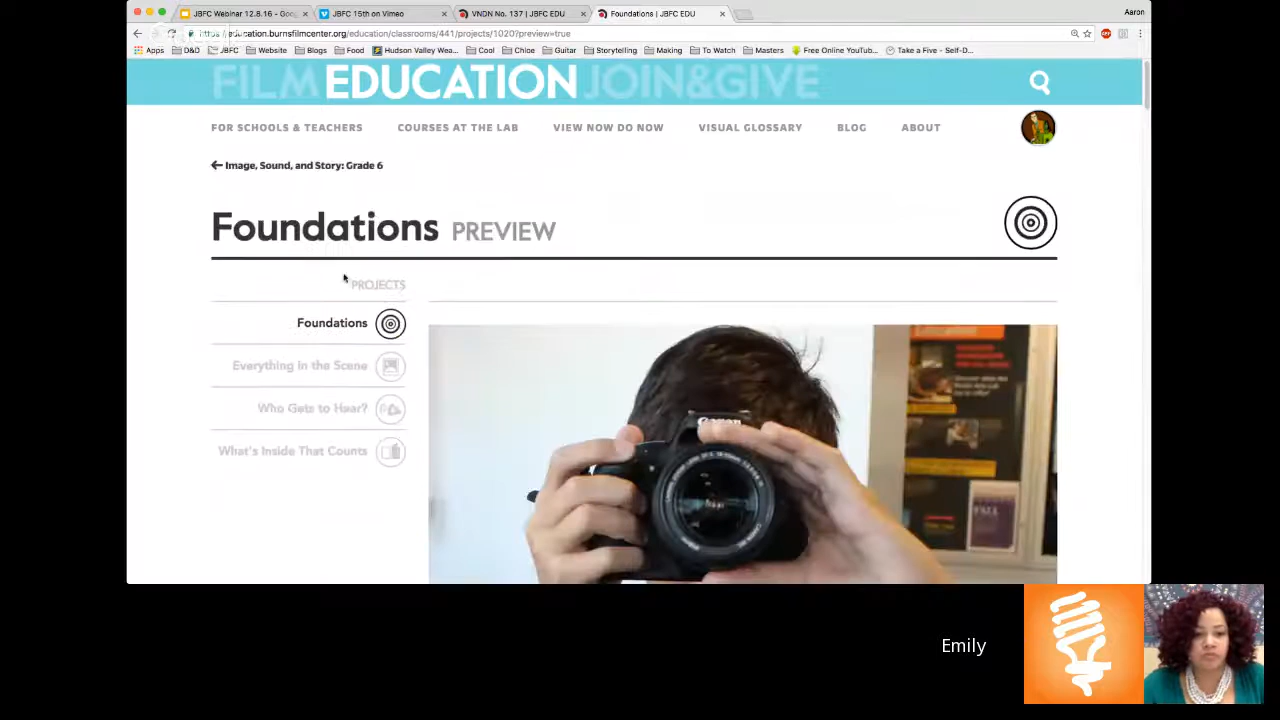 JBFC Webinar 12.8.16 - Goo
JBFC 15th on Vimeo
VNDN No. 137 | JBFC EDU
Foundations | JBFC EDU
Aaron
https://education.burnsfilmcenter.org/education/classrooms/441/projects/1020?preview=true
Apps
D&D
JBFC
Website
Blogs
Food
Hudson Valley Wea...
Cool
Chloe
Guitar
Storytelling
Making
To Watch
Masters
Free Online YouTub...
Take a Five - Self-D...
FILM EDUCATION JOIN&GIVE
FOR SCHOOLS & TEACHERS
COURSES AT THE LAB
VIEW NOW DO NOW
VISUAL GLOSSARY
BLOG
ABOUT
Image, Sound, and Story: Grade 6
Foundations PREVIEW
PROJECTS
Foundations
Everything in the Scene
Who Gets to Hear?
What's Inside That Counts
Canon
FALL
Emily